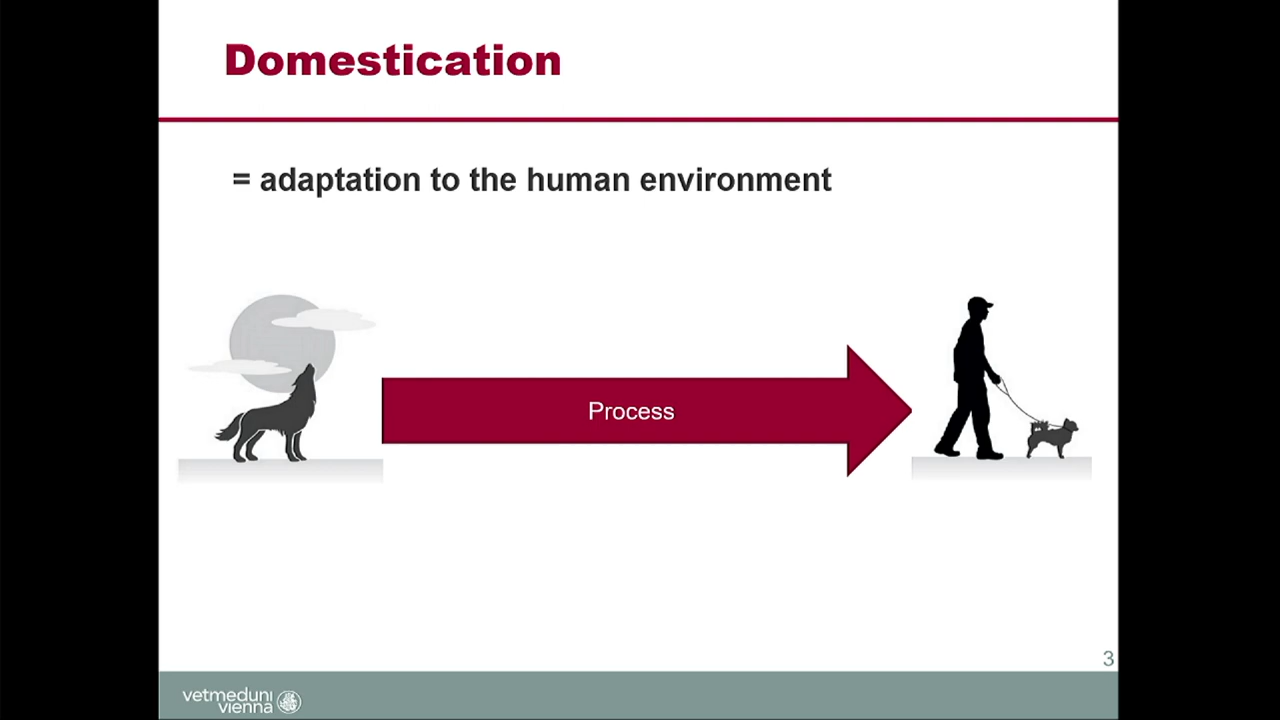 Domestication
= adaptation to the human environment
Process
3
vetmeduni
vienna